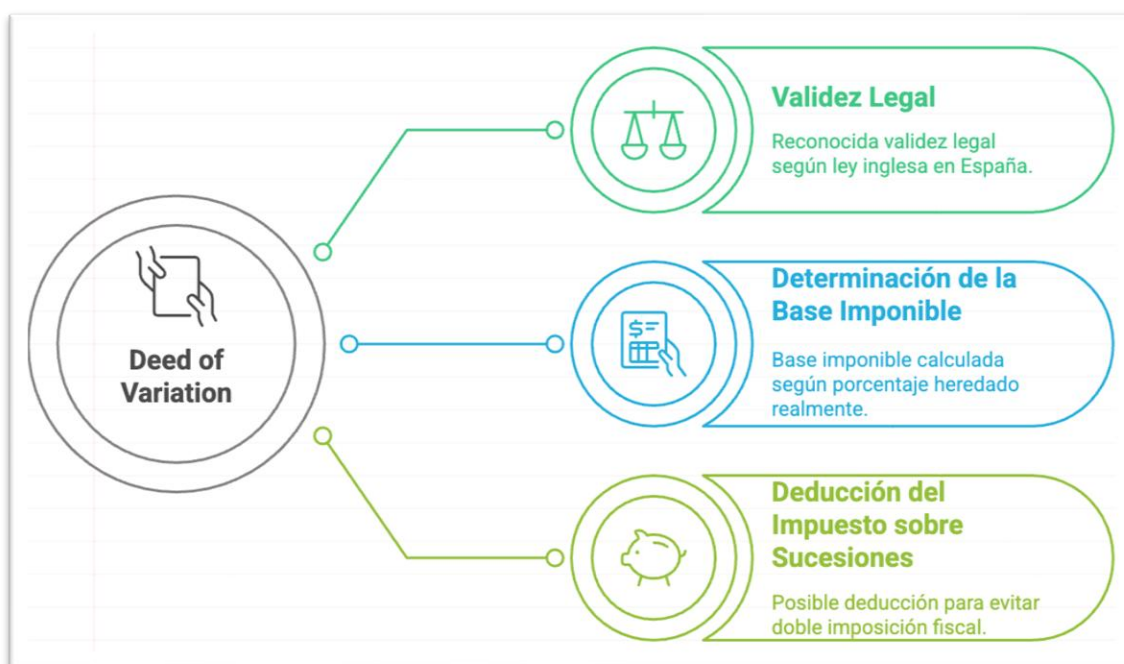 Deed of
Variation
Validez Legal
Reconocida validez legal
según ley inglesa en España.
Determinación de la
Base Imponible
Base imponible calculada
según porcentaje heredado
realmente.
Deducción del
Impuesto sobre
Sucesiones
Posible deducción para evitar
doble imposición fiscal.